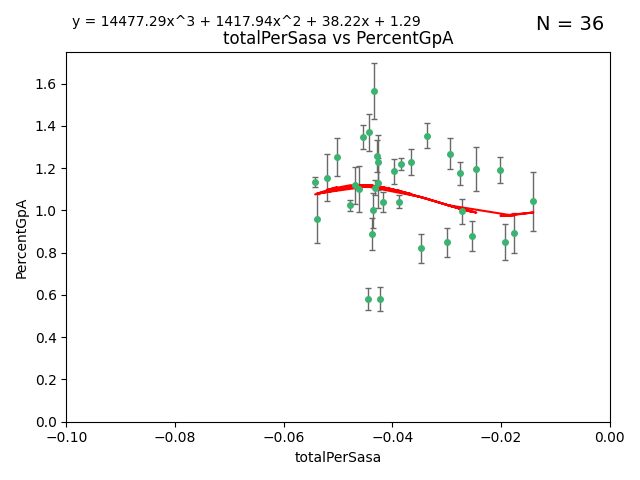 y = 14477.29x^3 + 1417.94x^2 + 38.22x + 1.29
N = 36
totalPerSasa vs PercentGpA
PercentGpA
1.6
1.4
1.2
1.0
0.8
0.6
0.4
0.2
0.0
−0.10 −0.08 −0.06 −0.04 −0.02 0.00
totalPerSasa